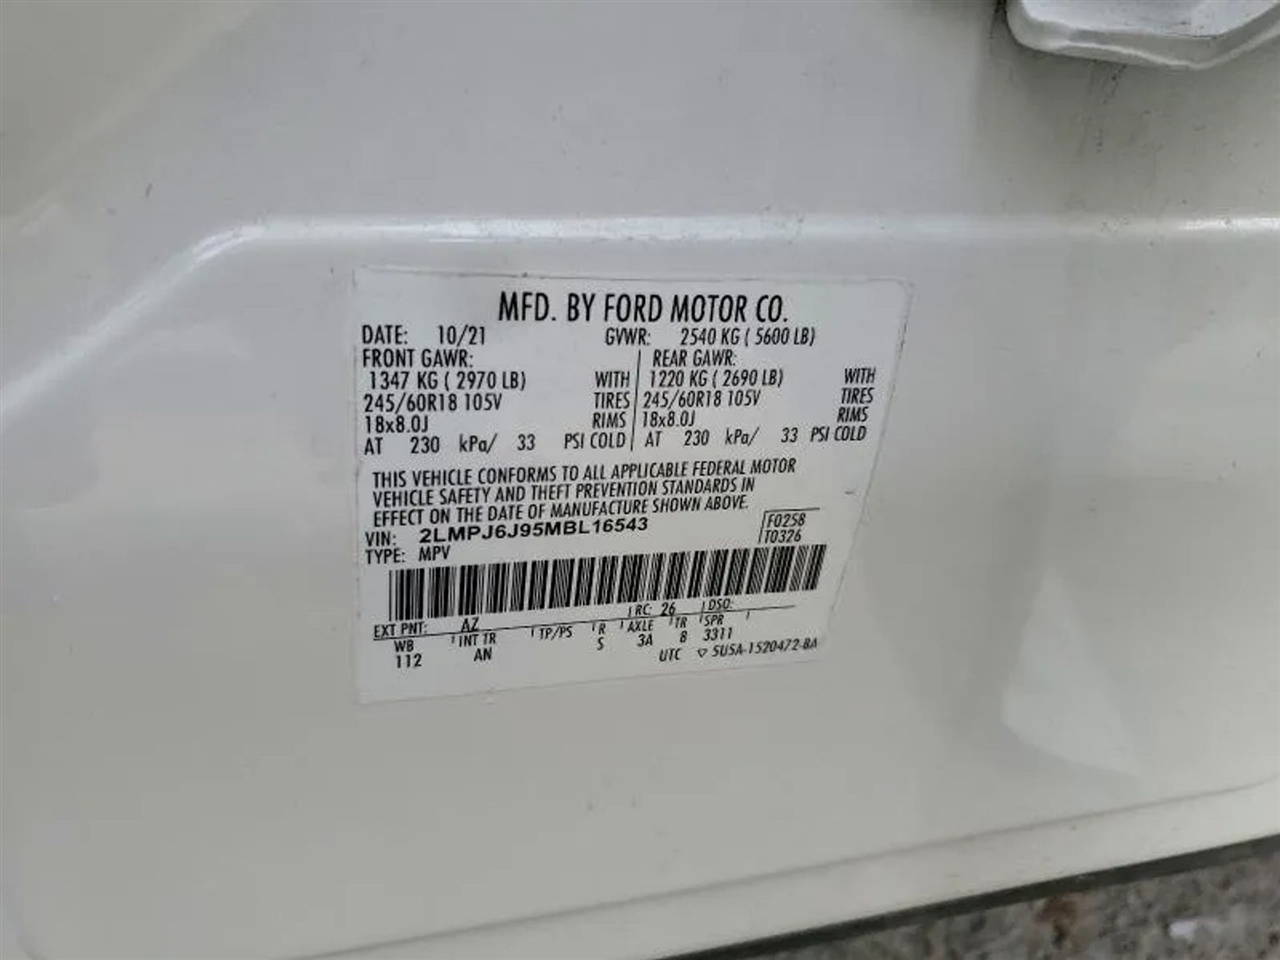 MFD. BY FORD MOTOR CO.
DATE: 10/21 GVWR: 2540 KG ( 5600 LB)
FRONT GAWR: REAR GAWR:
1347 KG ( 2970 LB) WITH 1220 KG ( 2690 LB) WITH
245/60R18 105V TIRES 245/60R18 105V TIRES
18x8.0J RIMS 18x8.0J RIMS
AT 230 kPa/ 33 PSI COLD AT 230 kPa/ 33 PSI COLD
THIS VEHICLE CONFORMS TO ALL APPLICABLE FEDERAL MOTOR
VEHICLE SAFETY AND THEFT PREVENTION STANDARDS IN
EFFECT ON THE DATE OF MANUFACTURE SHOWN ABOVE.
VIN: 2LMPJ6J95MBL16543 F0258
TYPE: MPV T0326
EXT PNT: AZ RC: 26 DSO:
WB INT TR TP/PS R AXLE TR SPR
112 AN S 3A 8 3311
UTC ▽ 5U5A-1520472-BA